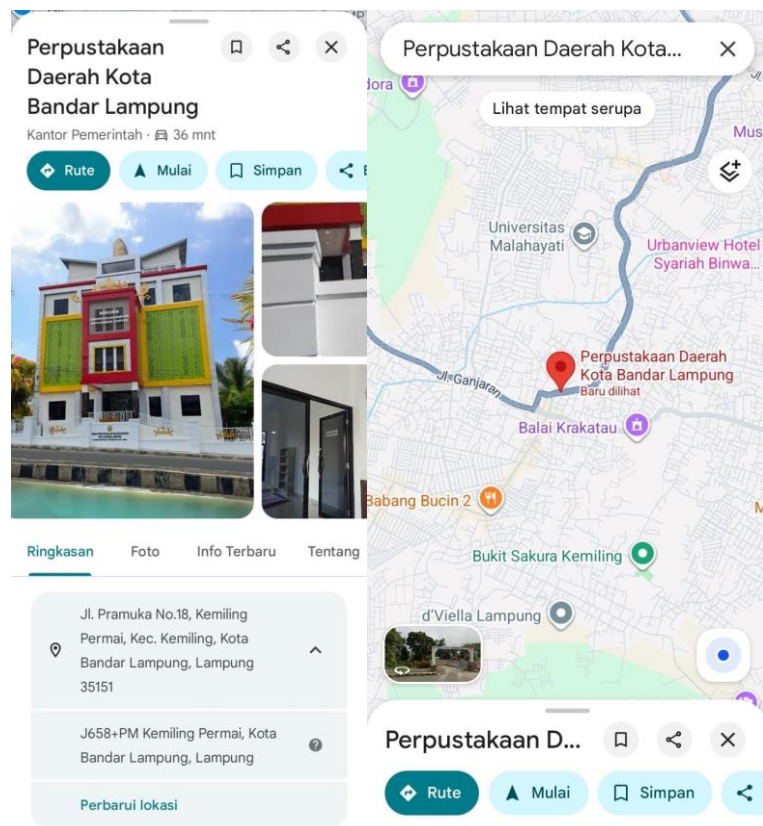 Perpustakaan
Daerah Kota
Bandar Lampung
Kantor Pemerintah · 36 mnt
Rute
Mulai
Simpan
Ringkasan
Foto
Info Terbaru
Tentang
Jl. Pramuka No.18, Kemiling
Permai, Kec. Kemiling, Kota
Bandar Lampung, Lampung
35151
J658+PM Kemiling Permai, Kota
Bandar Lampung, Lampung
Perbarui lokasi
Perpustakaan Daerah Kota...
Lihat tempat serupa
Mus
Universitas
Malahayati
Urbanview Hotel
Syariah Binwa...
Perpustakaan Daerah
Kota Bandar Lampung
Baru dilihat
Jl. Ganjaran
Balai Krakatau
Babang Bucin 2
Bukit Sakura Kemiling
d'Viella Lampung
Perpustakaan D...
Rute
Mulai
Simpan